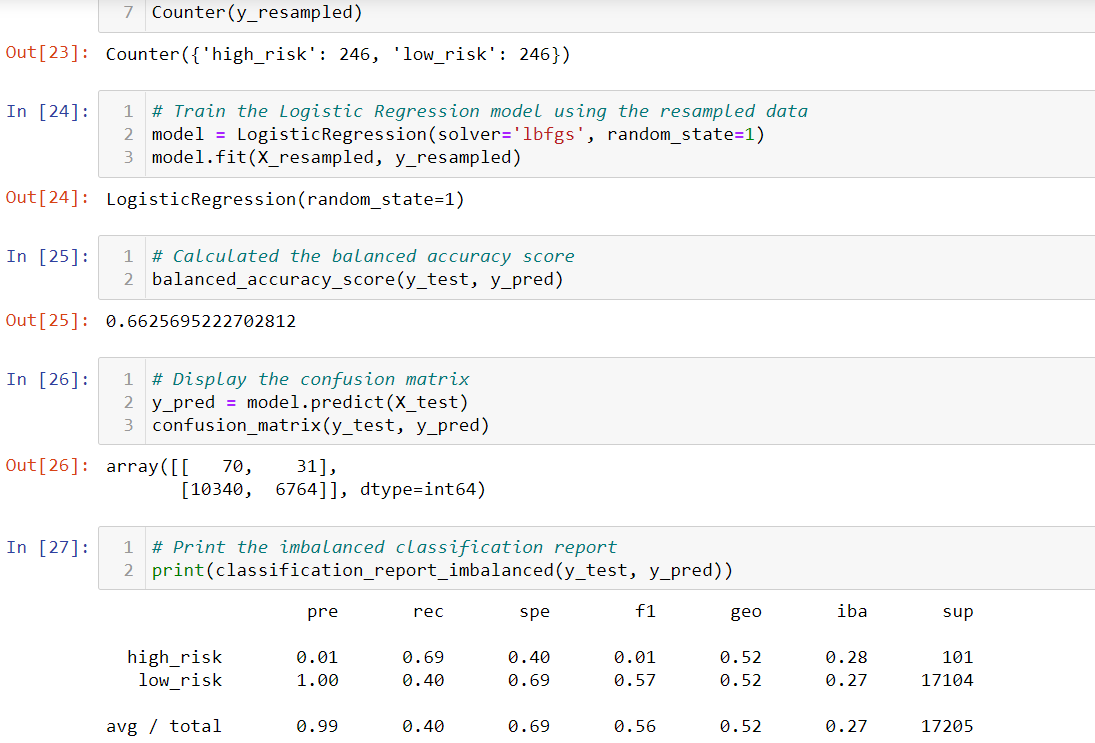 7 Counter(y_resampled)
Out[23]: Counter({'high_risk': 246, 'low_risk': 246})
In [24]: 1 # Train the Logistic Regression model using the resampled data
2 model = LogisticRegression(solver='lbfgs', random_state=1)
3 model.fit(X_resampled, y_resampled)
Out[24]: LogisticRegression(random_state=1)
In [25]: 1 # Calculated the balanced accuracy score
2 balanced_accuracy_score(y_test, y_pred)
Out[25]: 0.6625695222702812
In [26]: 1 # Display the confusion matrix
2 y_pred = model.predict(X_test)
3 confusion_matrix(y_test, y_pred)
Out[26]: array([[   70,    31],
       [10340,  6764]], dtype=int64)
In [27]: 1 # Print the imbalanced classification report
2 print(classification_report_imbalanced(y_test, y_pred))
pre rec spe f1 geo iba sup
high_risk 0.01 0.69 0.40 0.01 0.52 0.28 101
low_risk 1.00 0.40 0.69 0.57 0.52 0.27 17104
avg / total 0.99 0.40 0.69 0.56 0.52 0.27 17205